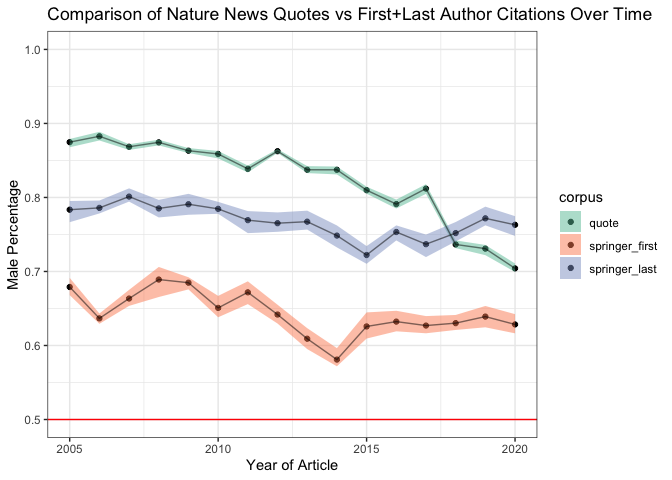 Comparison of Nature News Quotes vs First+Last Author Citations Over Time
1.0
0.9
0.8
0.7
0.6
0.5
Male Percentage
2005
2010
2015
2020
Year of Article
corpus
quote
springer_first
springer_last